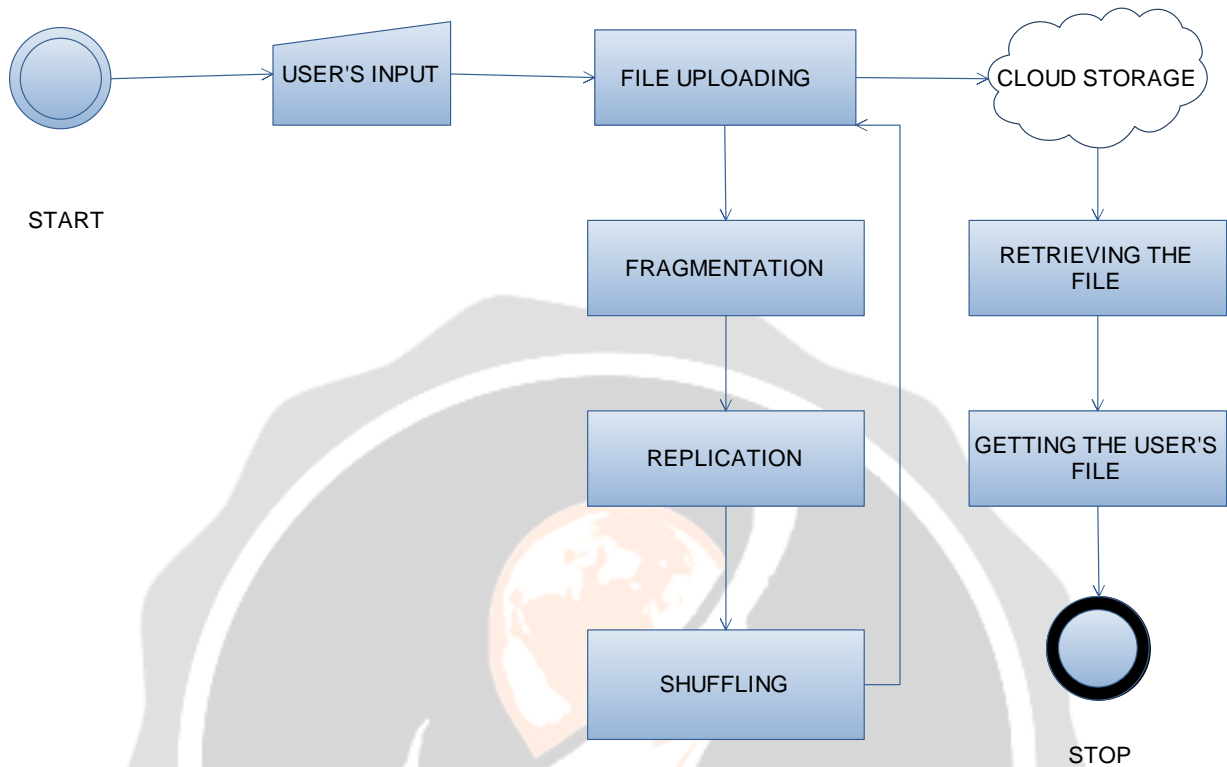 USER'S INPUT
FILE UPLOADING
CLOUD STORAGE
START
FRAGMENTATION
RETRIEVING THE
FILE
REPLICATION
GETTING THE USER'S
FILE
SHUFFLING
STOP